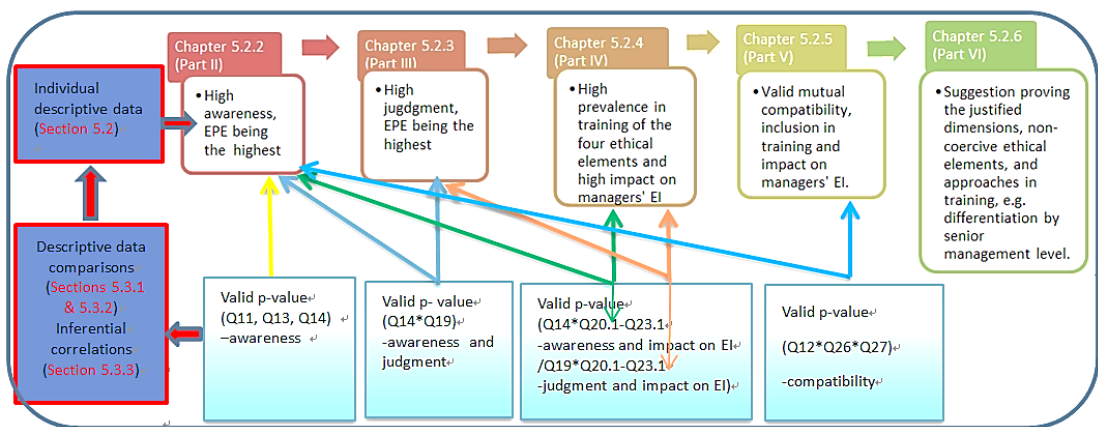 Chapter 5.2.2
(Part II)
Chapter 5.2.3
(Part III)
Chapter 5.2.4
(Part IV)
Chapter 5.2.5
(Part V)
Chapter 5.2.6
(Part VI)
Individual
descriptive data
(Section 5.2)
•High
awareness,
EPE being
the highest
•High
jugdgment,
EPE being the
highest
•High
prevalence in
training of the
four ethical
elements and
high impact on
managers' EI
•Valid mutual
compatibility,
inclusion in
training and
impact on
managers' EI.
•Suggestion proving
the justified
dimensions, non-
coercive ethical
elements, and
approaches in
training, e.g.
differentiation by
senior
management level.
Descriptive data
comparisons
(Sections 5.3.1
& 5.3.2)
Inferential
correlations
(Section 5.3.3)
Valid p-value
(Q11, Q13, Q14)
–awareness
Valid p- value
(Q14*Q19)
-awareness and
judgment
Valid p-value
(Q14*Q20.1-Q23.1
-awareness and impact on EI
/Q19*Q20.1-Q23.1
-judgment and impact on EI)
Valid p-value
(Q12*Q26*Q27)
-compatibility